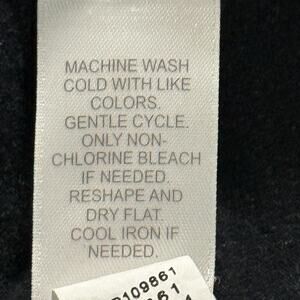 MACHINE WASH
COLD WITH LIKE
COLORS.
GENTLE CYCLE.
ONLY NON-
CHLORINE BLEACH
IF NEEDED.
RESHAPE AND
DRY FLAT.
COOL IRON IF
NEEDED.
109861